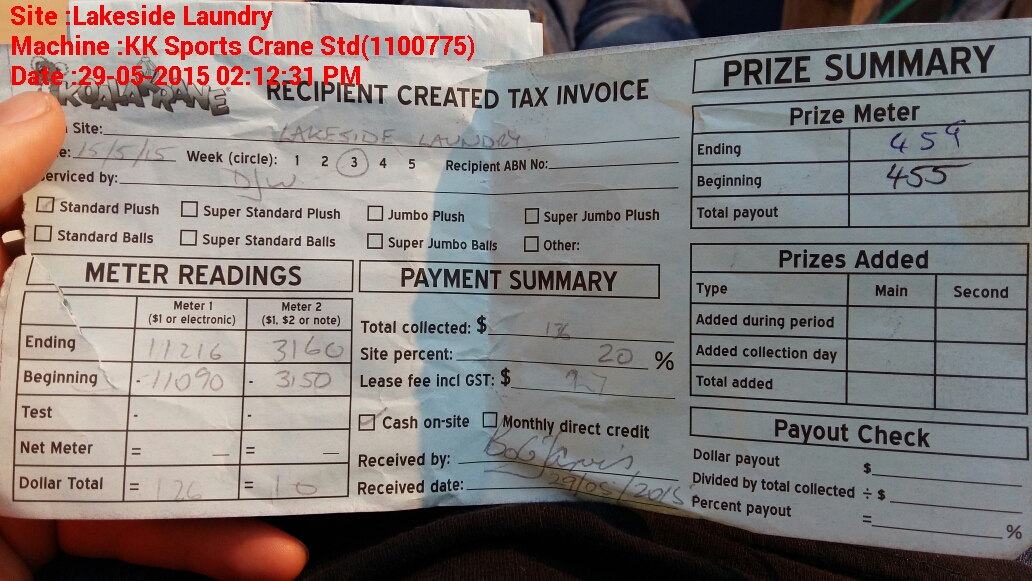 Site :Lakeside Laundry
Machine :KK Sports Crane Std(1100775)
Date :29-05-2015 02:12:31 PM
KOALA KRANE
RECIPIENT CREATED TAX INVOICE
Site: LAKESIDE LAUNDRY
15/5/15 Week (circle): 1 2 3 4 5 Recipient ABN No:
Serviced by: DJW
Standard Plush Super Standard Plush Jumbo Plush Super Jumbo Plush
Standard Balls Super Standard Balls Super Jumbo Balls Other:
METER READINGS
Meter 1 Meter 2
($1 or electronic) ($1, $2 or note)
Ending 11216 3160
Beginning - 11090 - 3150
Test - -
Net Meter = — = —
Dollar Total = 126 = 10
PAYMENT SUMMARY
Total collected: $
Site percent: 20 %
Lease fee incl GST: $
Cash on-site Monthly direct credit
Received by: Bob
Received date: 29/05/2015
PRIZE SUMMARY
Prize Meter
Ending 459
Beginning 455
Total payout
Prizes Added
Type Main Second
Added during period
Added collection day
Total added
Payout Check
Dollar payout $
Divided by total collected ÷ $
Percent payout = %